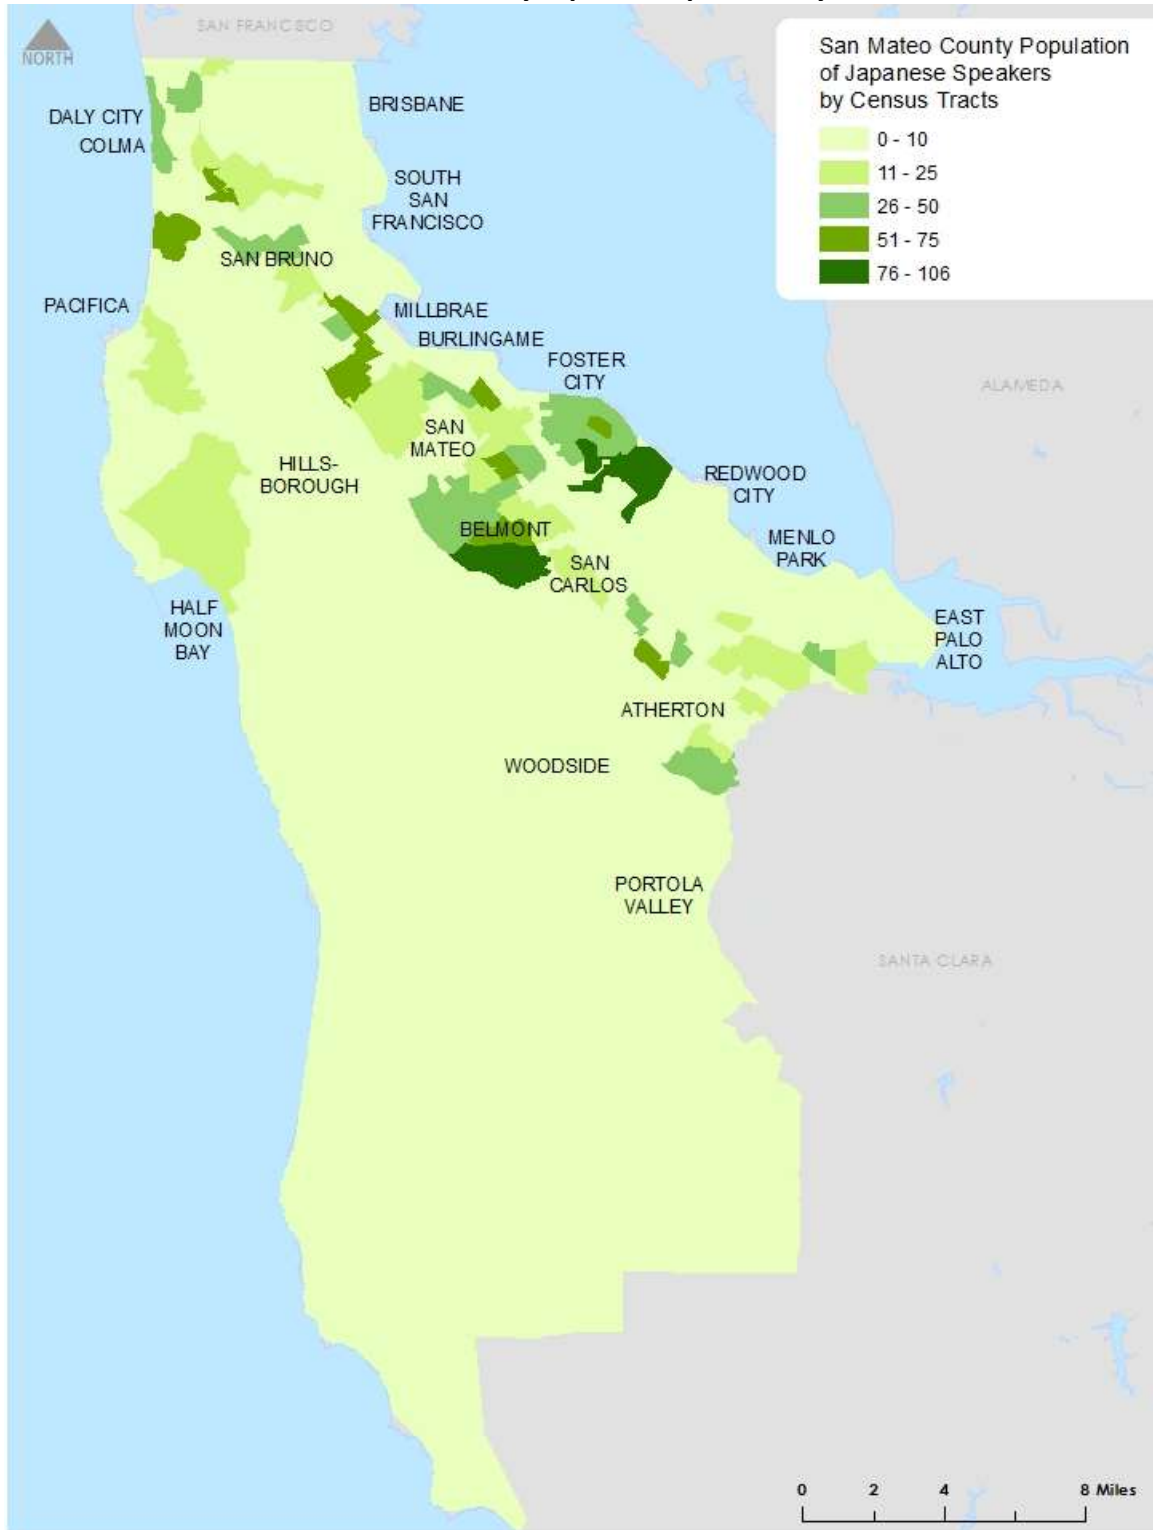 SAN FRANCISCO
NORTH
San Mateo County Population
of Japanese Speakers
by Census Tracts
0 - 10
11 - 25
26 - 50
51 - 75
76 - 106
DALY CITY
COLMA
BRISBANE
SOUTH
SAN
FRANCISCO
SAN BRUNO
PACIFICA
MILLBRAE
BURLINGAME
FOSTER
CITY
ALAMEDA
SAN
MATEO
HILLS-
BOROUGH
REDWOOD
CITY
BELMONT
MENLO
PARK
SAN
CARLOS
HALF
MOON
BAY
EAST
PALO
ALTO
ATHERTON
WOODSIDE
PORTOLA
VALLEY
SANTA CLARA
0 2 4 8 Miles